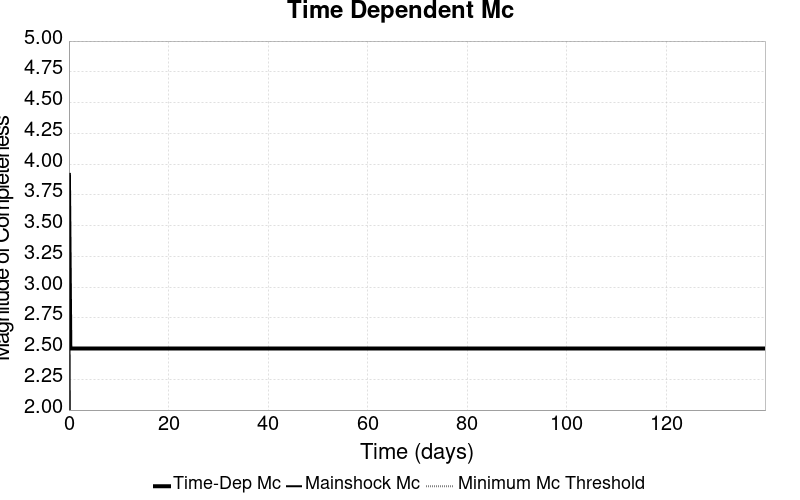 Time Dependent Mc
5.00
4.75
4.50
4.25
4.00
3.75
3.50
3.25
3.00
2.75
2.50
2.25
2.00
Magnitude of Completeness
0 20 40 60 80 100 120
Time (days)
Time-Dep Mc Mainshock Mc Minimum Mc Threshold